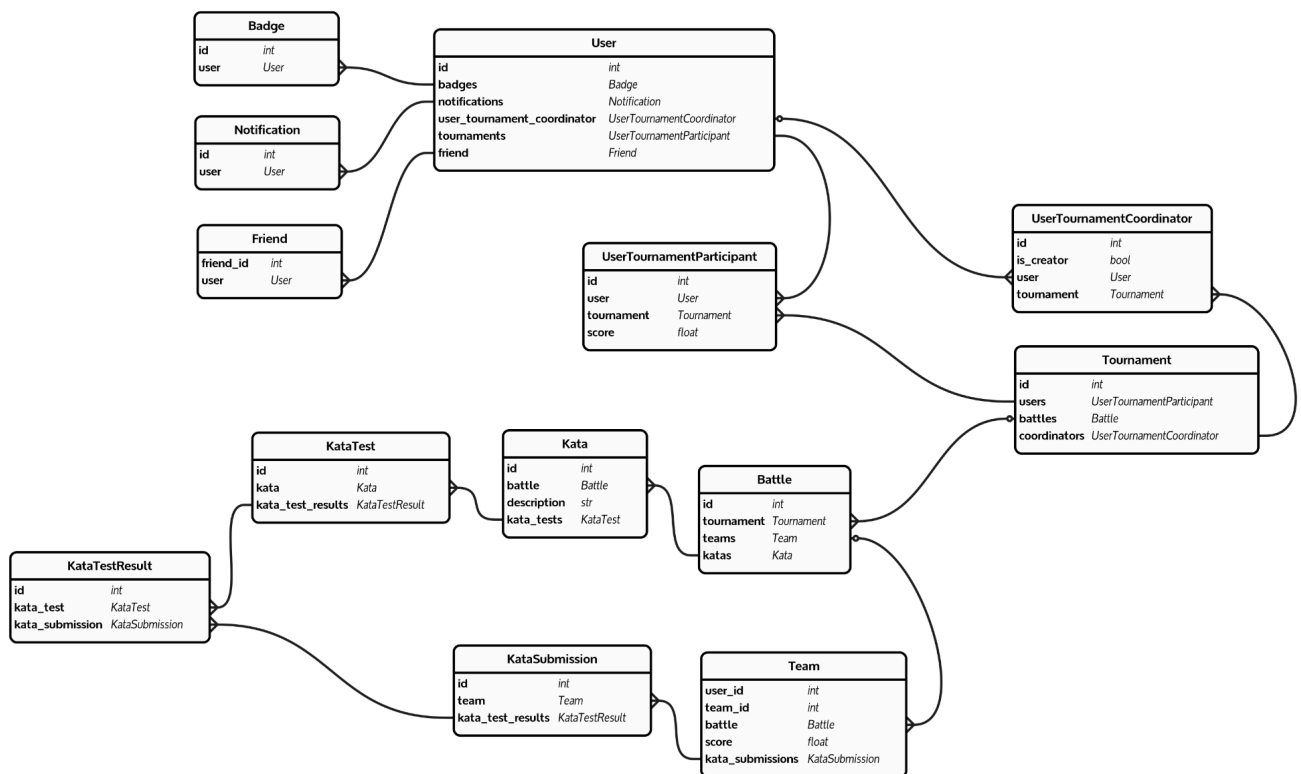 Badge
id int
user User
Notification
id int
user User
Friend
friend_id int
user User
User
id int
badges Badge
notifications Notification
user_tournament_coordinator UserTournamentCoordinator
tournaments UserTournamentParticipant
friend Friend
UserTournamentParticipant
id int
user User
tournament Tournament
score float
UserTournamentCoordinator
id int
is_creator bool
user User
tournament Tournament
Tournament
id int
users UserTournamentParticipant
battles Battle
coordinators UserTournamentCoordinator
KataTest
id int
kata Kata
kata_test_results KataTestResult
Kata
id int
battle Battle
description str
kata_tests KataTest
Battle
id int
tournament Tournament
teams Team
katas Kata
KataTestResult
id int
kata_test KataTest
kata_submission KataSubmission
KataSubmission
id int
team Team
kata_test_results KataTestResult
Team
user_id int
team_id int
battle Battle
score float
kata_submissions KataSubmission